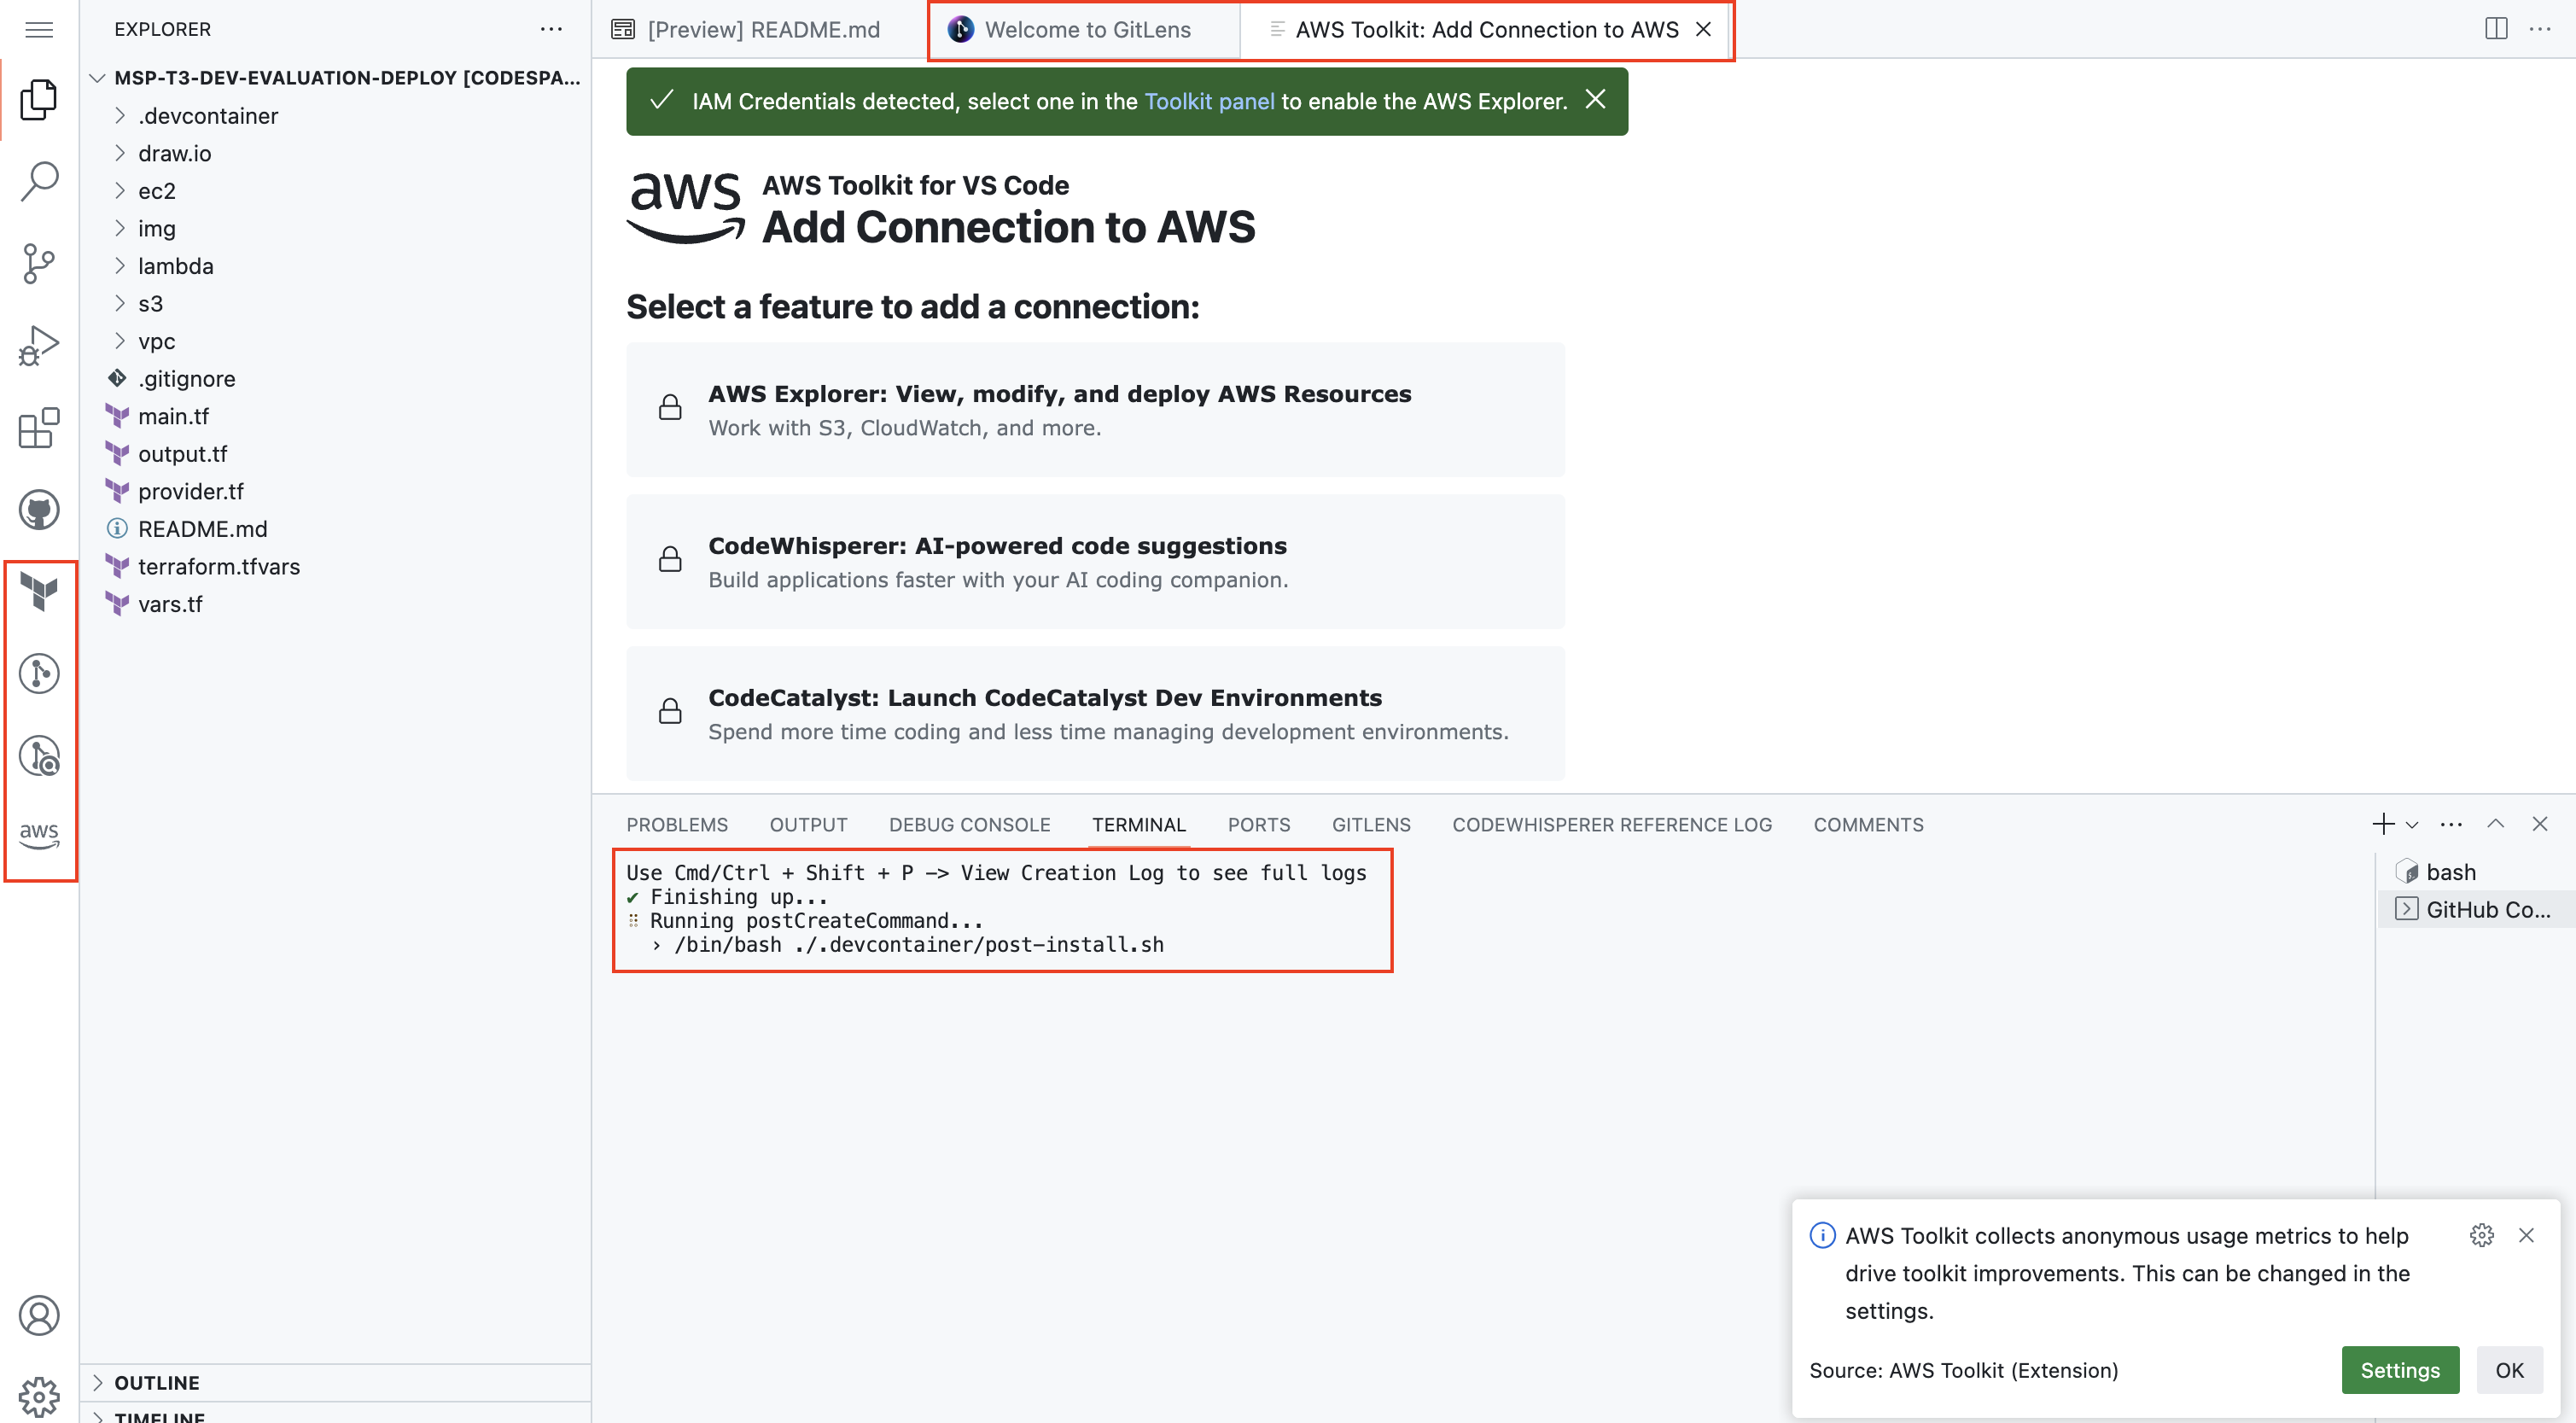 EXPLORER
MSP-T3-DEV-EVALUATION-DEPLOY [CODESPA...
.devcontainer
draw.io
ec2
img
lambda
s3
vpc
.gitignore
main.tf
output.tf
provider.tf
README.md
terraform.tfvars
vars.tf
OUTLINE
TIMELINE
aws
[Preview] README.md
Welcome to GitLens
AWS Toolkit: Add Connection to AWS
IAM Credentials detected, select one in the Toolkit panel to enable the AWS Explorer.
aws
AWS Toolkit for VS Code
Add Connection to AWS
Select a feature to add a connection:
AWS Explorer: View, modify, and deploy AWS Resources
Work with S3, CloudWatch, and more.
CodeWhisperer: AI-powered code suggestions
Build applications faster with your AI coding companion.
CodeCatalyst: Launch CodeCatalyst Dev Environments
Spend more time coding and less time managing development environments.
PROBLEMS OUTPUT DEBUG CONSOLE TERMINAL PORTS GITLENS CODEWHISPERER REFERENCE LOG COMMENTS
Use Cmd/Ctrl + Shift + P -> View Creation Log to see full logs
✔ Finishing up...
⠿ Running postCreateCommand...
› /bin/bash ./.devcontainer/post-install.sh
bash
GitHub Co...
AWS Toolkit collects anonymous usage metrics to help
drive toolkit improvements. This can be changed in the
settings.
Source: AWS Toolkit (Extension)
Settings
OK